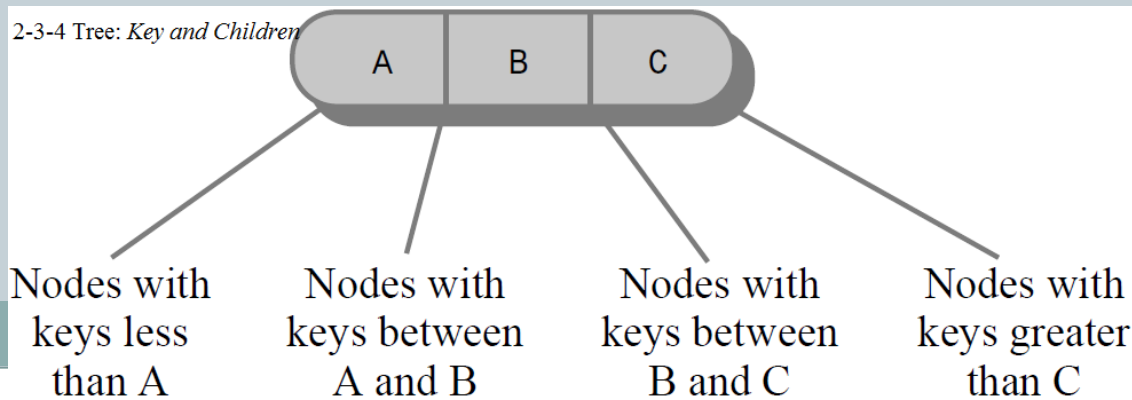 2-3-4 Tree: Key and Children
A B C
Nodes with
keys less
than A
Nodes with
keys between
A and B
Nodes with
keys between
B and C
Nodes with
keys greater
than C